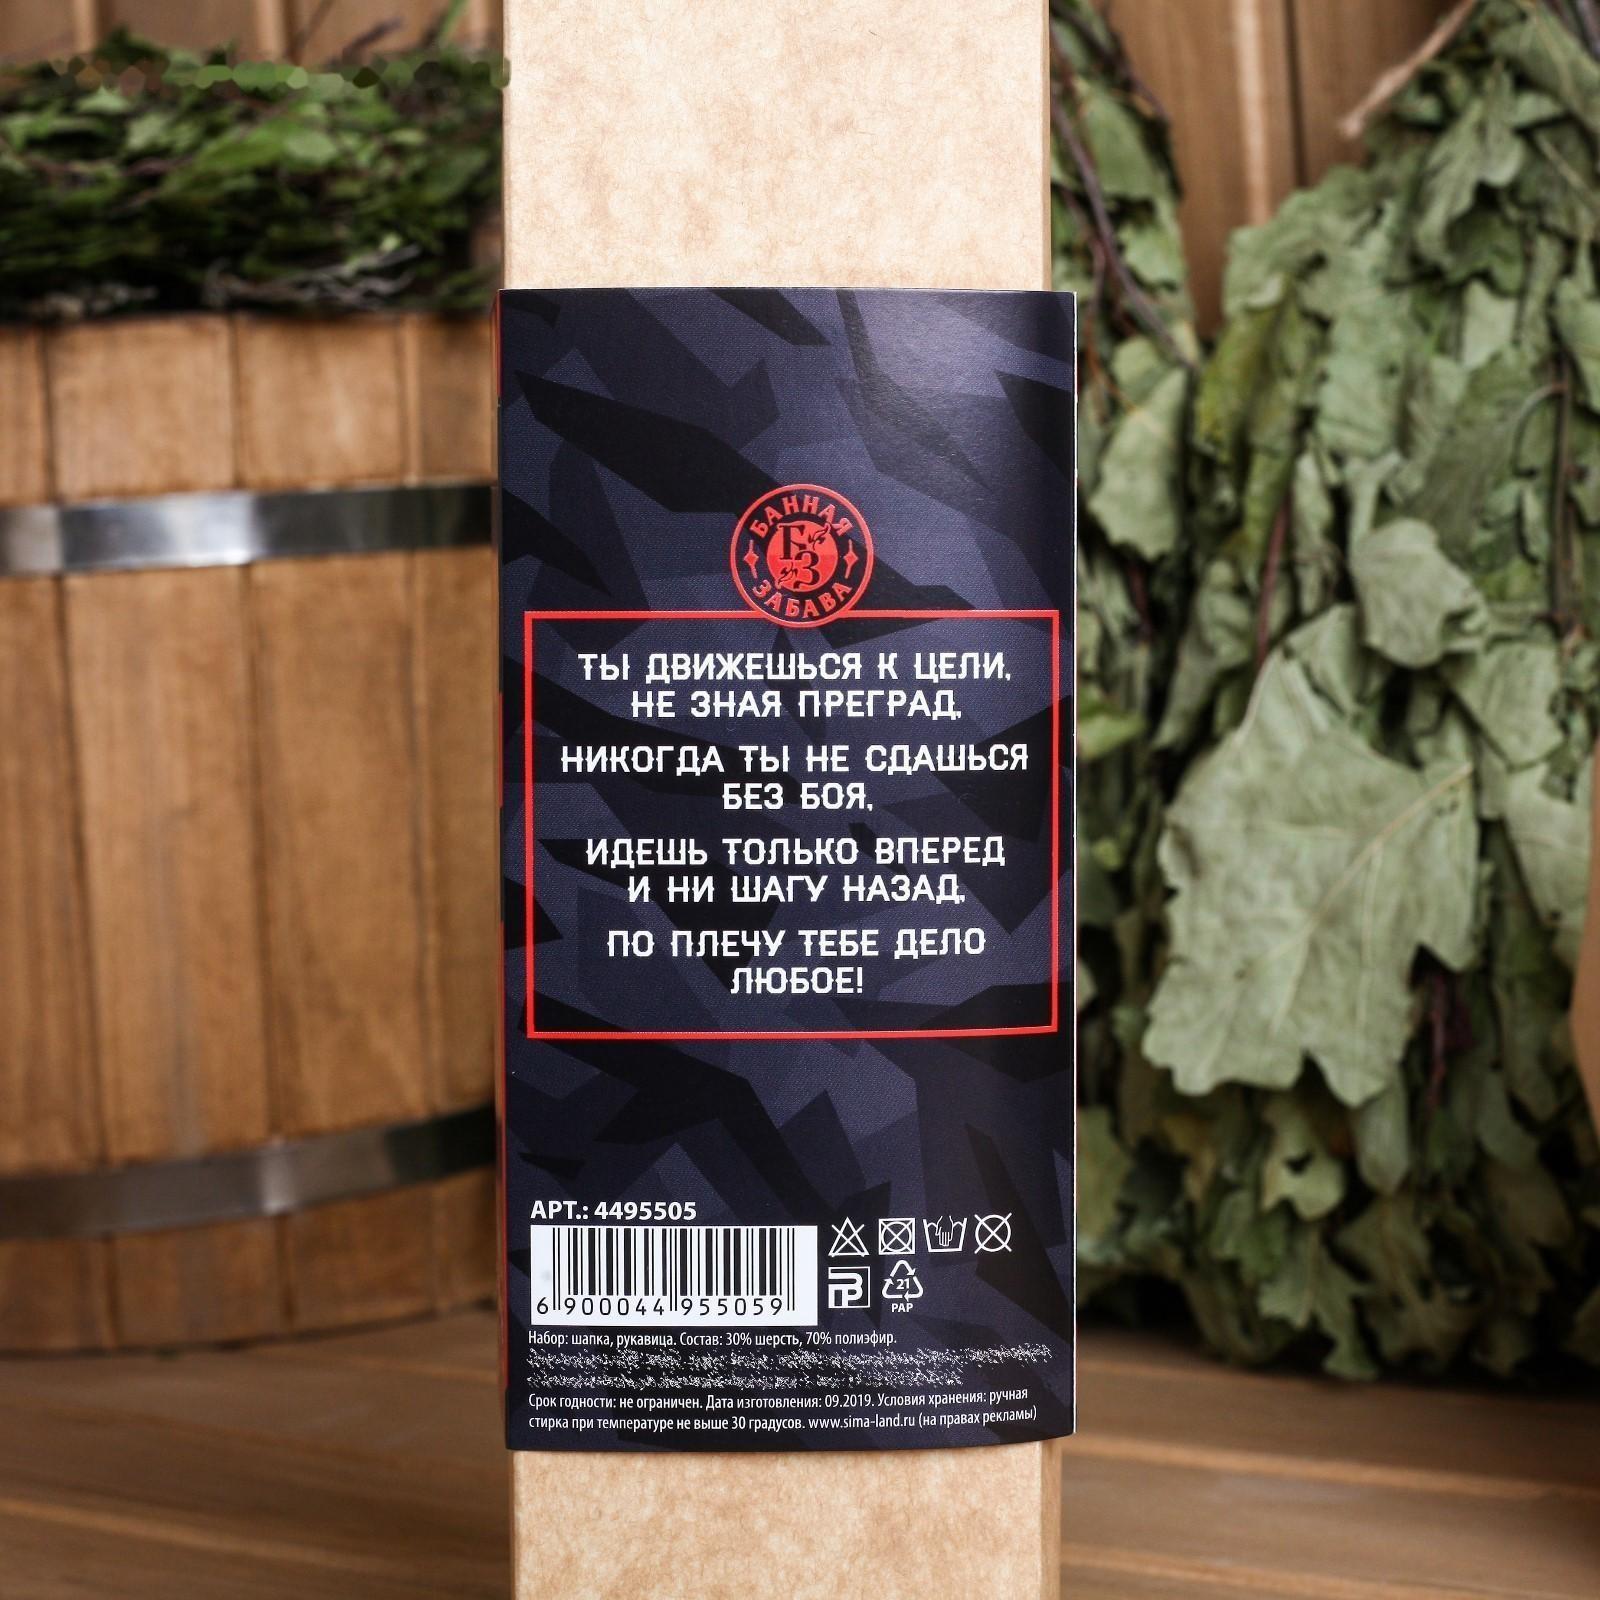 БАННАЯ
БЗ
ЗАБАВА
ТЫ ДВИЖЕШЬСЯ К ЦЕЛИ,
НЕ ЗНАЯ ПРЕГРАД,
НИКОГДА ТЫ НЕ СДАШЬСЯ
БЕЗ БОЯ,
ИДЕШЬ ТОЛЬКО ВПЕРЕД
И НИ ШАГУ НАЗАД,
ПО ПЛЕЧУ ТЕБЕ ДЕЛО
ЛЮБОЕ!
АРТ.: 4495505
6 900044 955059
21
PAP
Набор: шапка, рукавица. Состав: 30% шерсть, 70% полиэфир.
Срок годности: не ограничен. Дата изготовления: 09.2019. Условия хранения: ручная
стирка при температуре не выше 30 градусов. www.sima-land.ru (на правах рекламы)